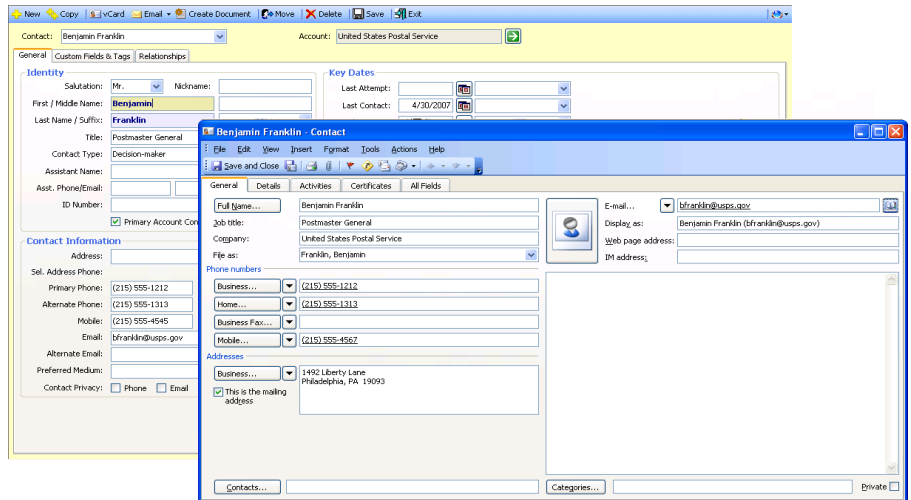 New Copy vCard Email Create Document Move Delete Save Exit
Contact: Benjamin Franklin Account: United States Postal Service
General Custom Fields & Tags Relationships
Identity
Salutation: Mr. Nickname:
First / Middle Name: Benjamin
Last Name / Suffix: Franklin
Title: Postmaster General
Contact Type: Decision-maker
Assistant Name:
Asst. Phone/Email:
ID Number:
Primary Account Con
Key Dates
Last Attempt:
Last Contact: 4/30/2007
Contact Information
Address:
Sel. Address Phone:
Primary Phone: (215) 555-1212
Alternate Phone: (215) 555-1313
Mobile: (215) 555-4545
Email: bfranklin@usps.gov
Alternate Email:
Preferred Medium:
Contact Privacy: Phone Email
Benjamin Franklin - Contact
File Edit View Insert Format Tools Actions Help
Save and Close
General Details Activities Certificates All Fields
Full Name... Benjamin Franklin
Job title: Postmaster General
Company: United States Postal Service
File as: Franklin, Benjamin
Phone numbers
Business... (215) 555-1212
Home... (215) 555-1313
Business Fax...
Mobile... (215) 555-4567
Addresses
Business... 1492 Liberty Lane
Philadelphia, PA 19093
This is the mailing
address
E-mail... bfranklin@usps.gov
Display as: Benjamin Franklin (bfranklin@usps.gov)
Web page address:
IM address:
Contacts... Categories... Private